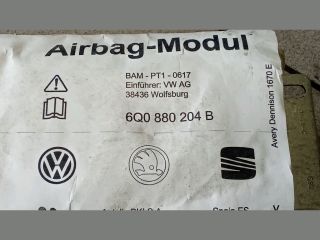 Airbag-Modul
BAM - PT1 - 0617
Einführer: VW AG
38436 Wolfsburg
6Q0 880 204 B
Avery Dennison 1670 E